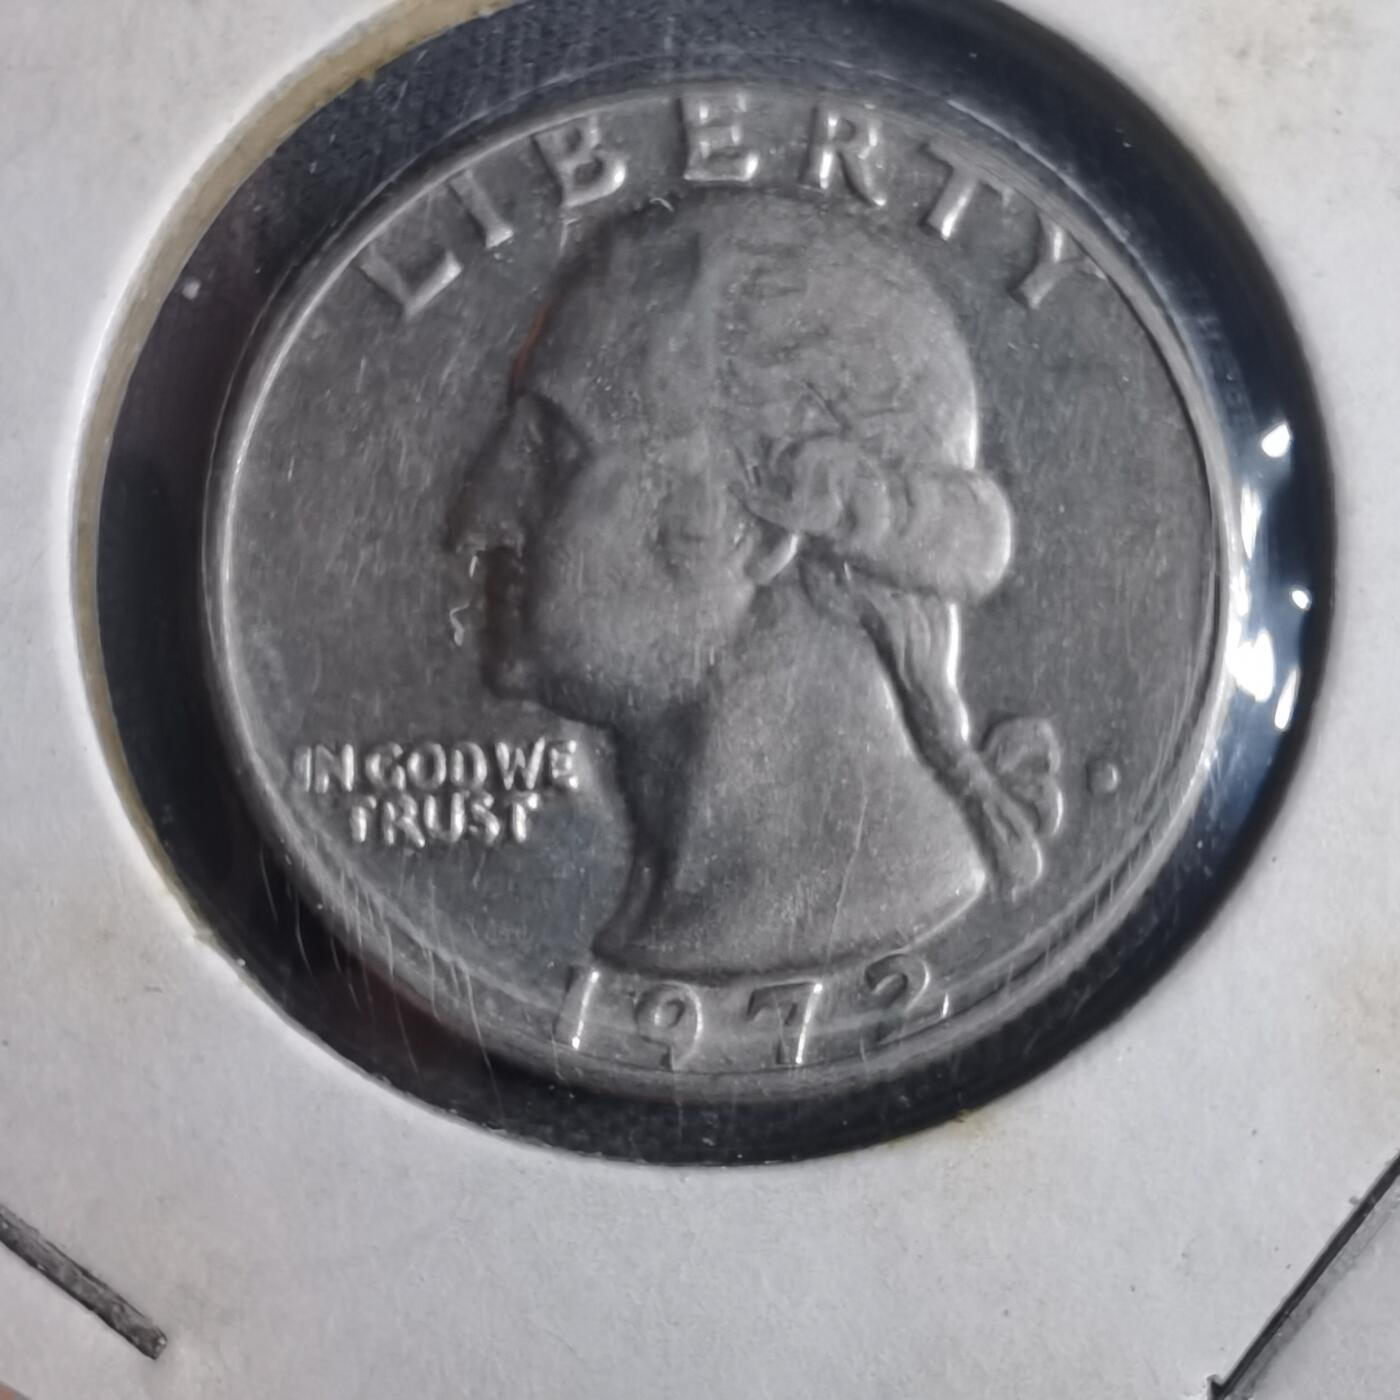 LIBERTY
IN GOD WE
TRUST
1972